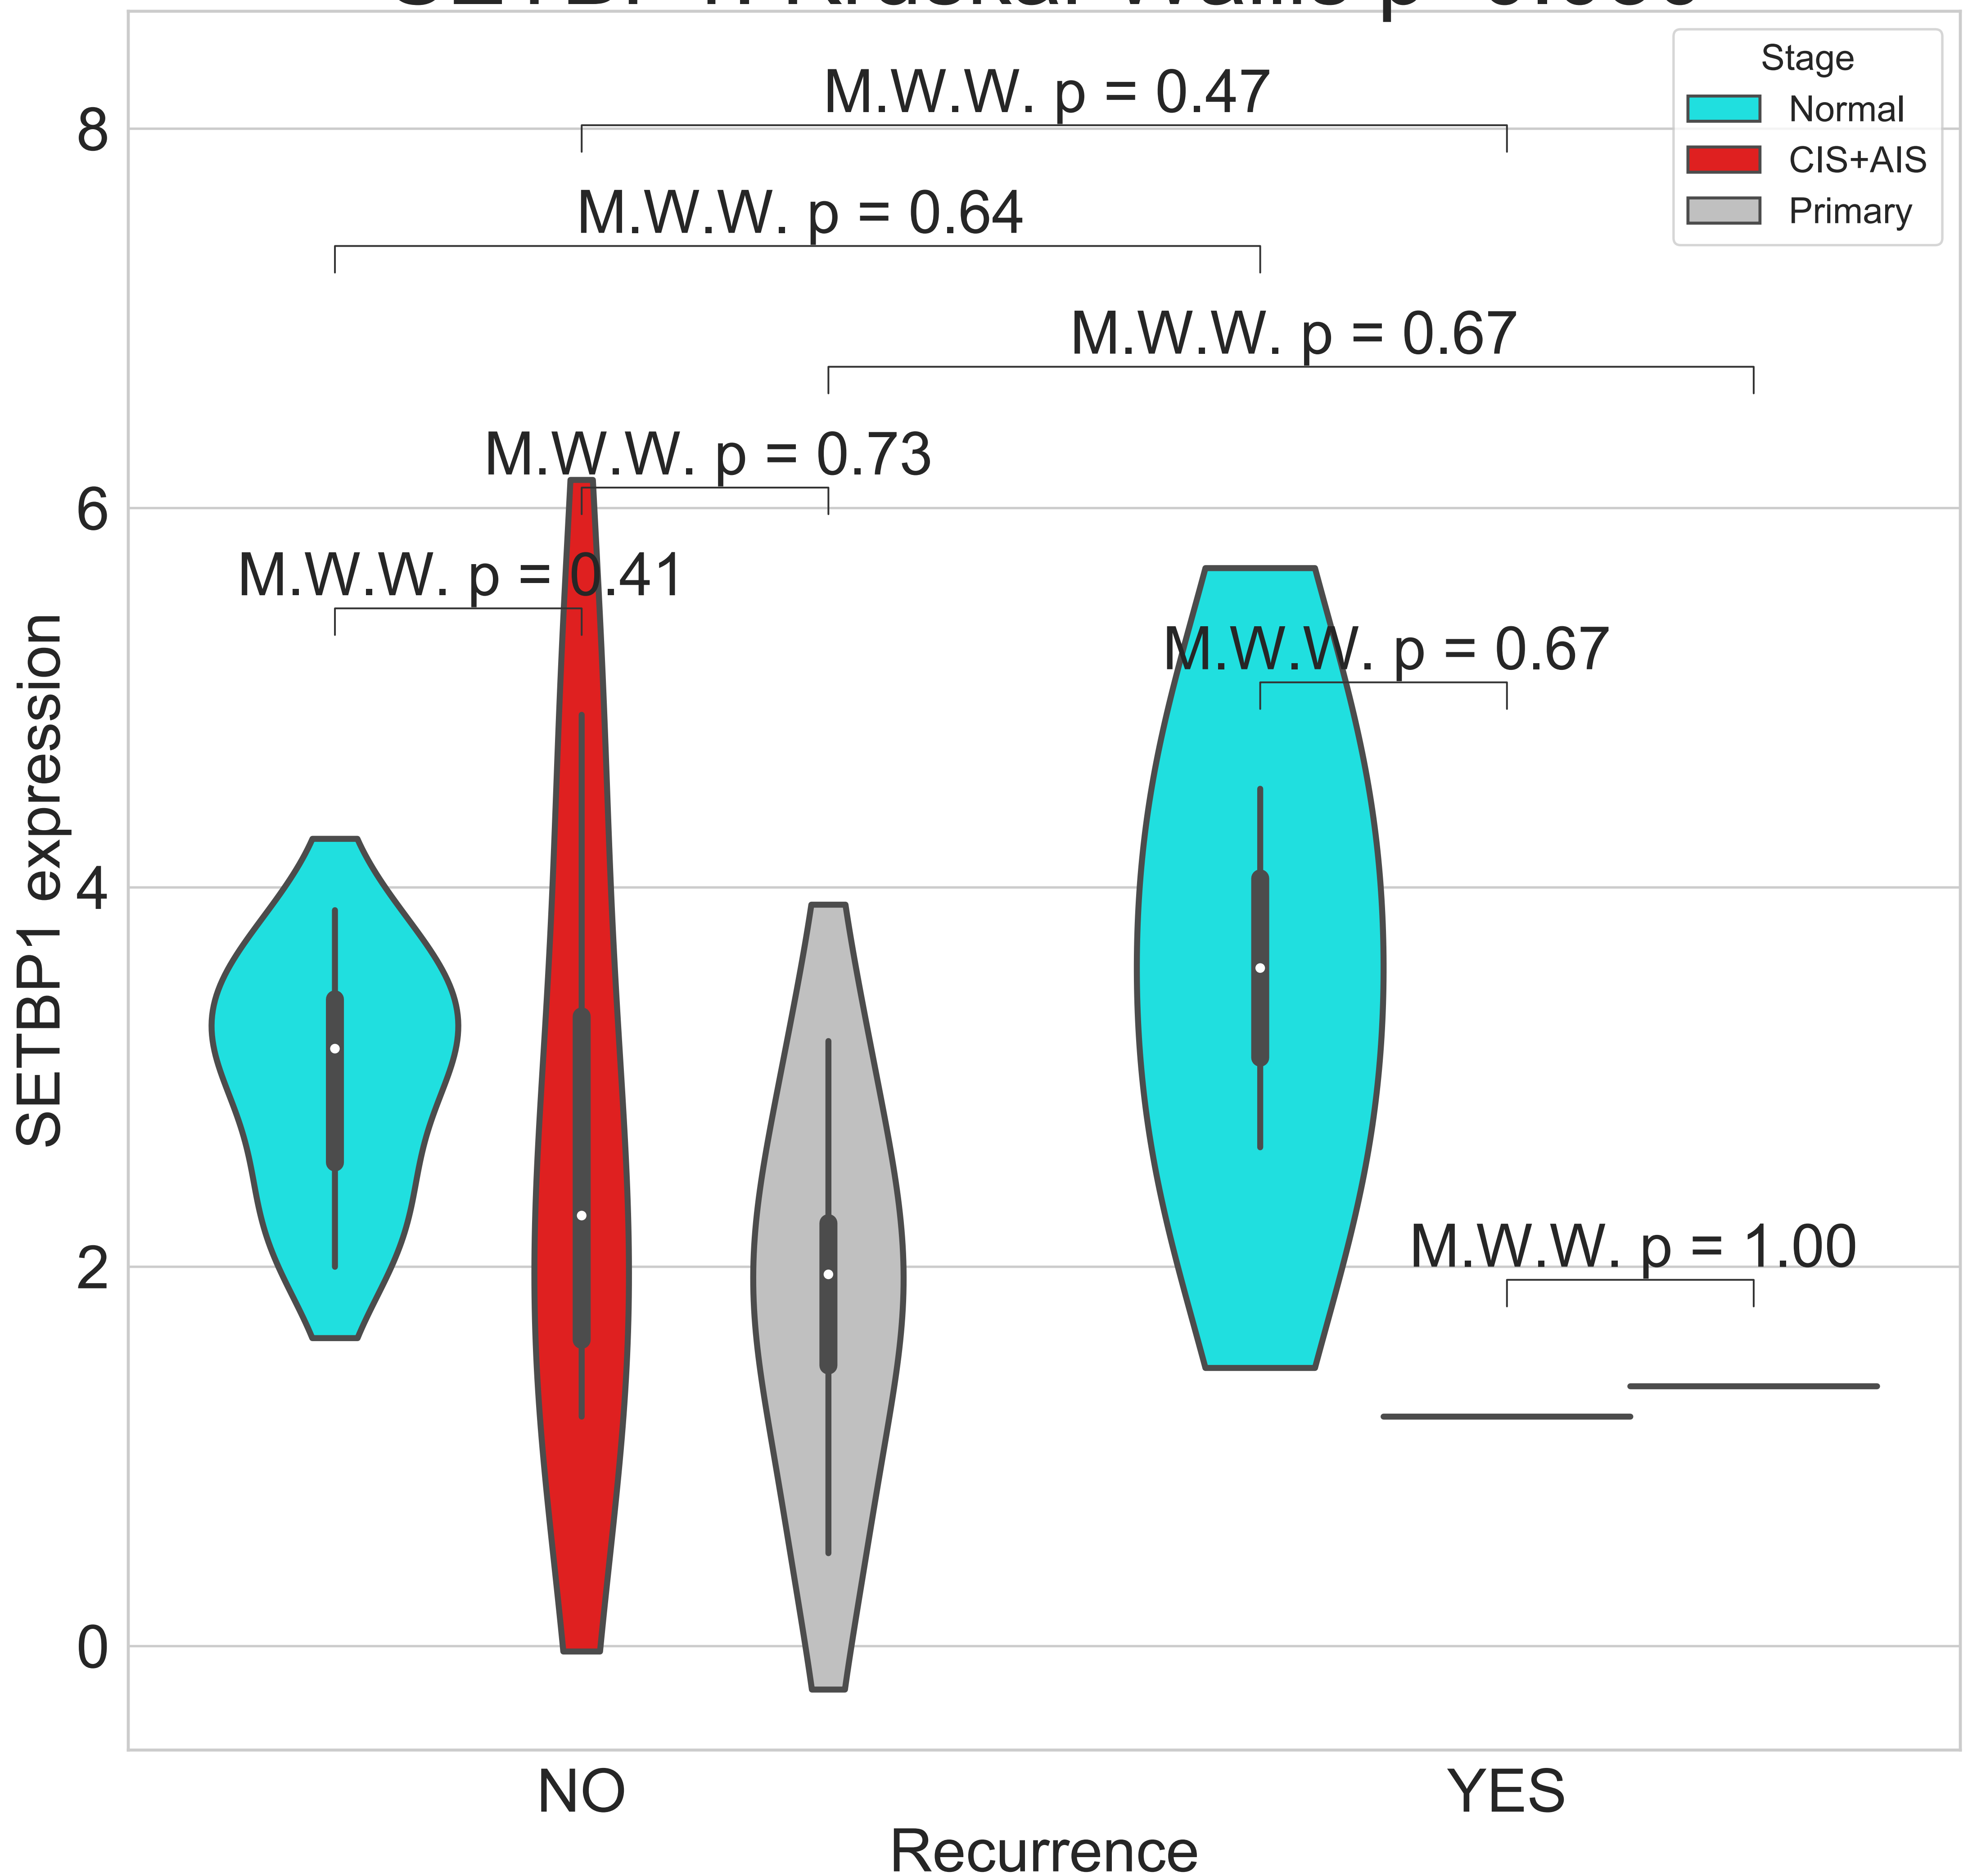 Stage
Normal
CIS+AIS
Primary
M.W.W. p = 0.47
M.W.W. p = 0.64
M.W.W. p = 0.67
M.W.W. p = 0.73
M.W.W. p = 0.41
M.W.W. p = 0.67
M.W.W. p = 1.00
8
6
4
2
0
SETBP1 expression
NO
YES
Recurrence